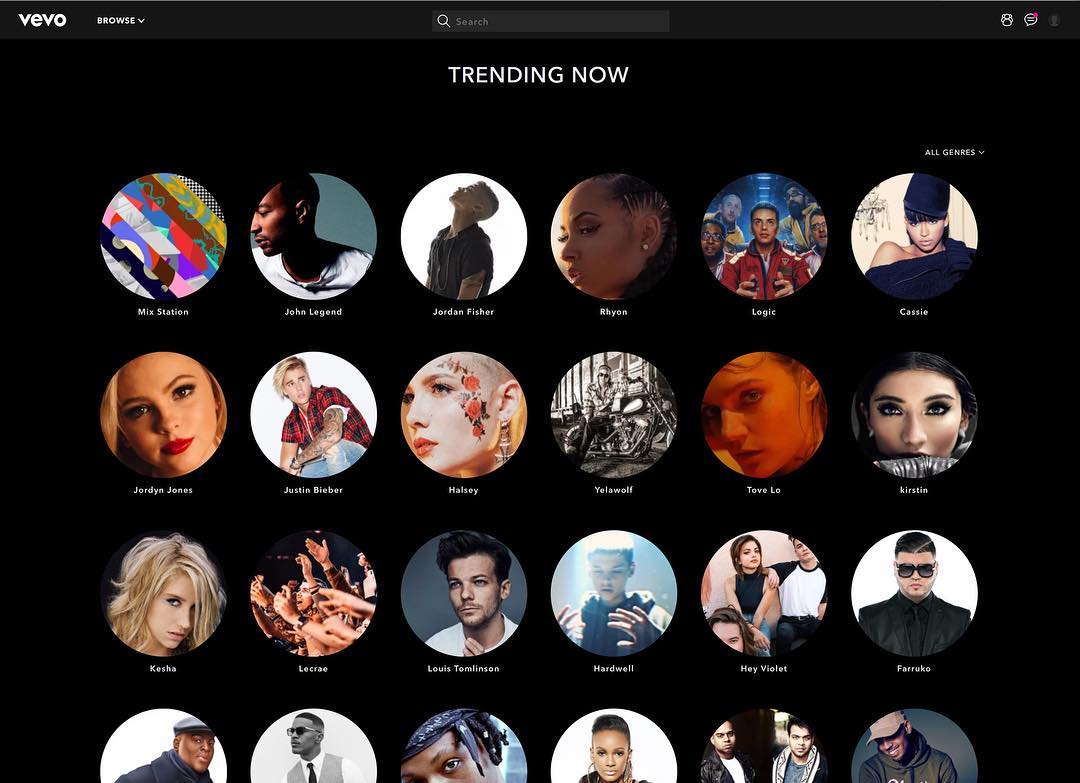 vevo
BROWSE
Search
TRENDING NOW
ALL GENRES
Mix Station
John Legend
Jordan Fisher
Rhyon
Logic
Cassie
Jordyn Jones
Justin Bieber
Halsey
Yelawolf
Tove Lo
kirstin
Kesha
Lecrae
Louis Tomlinson
Hardwell
Hey Violet
Farruko